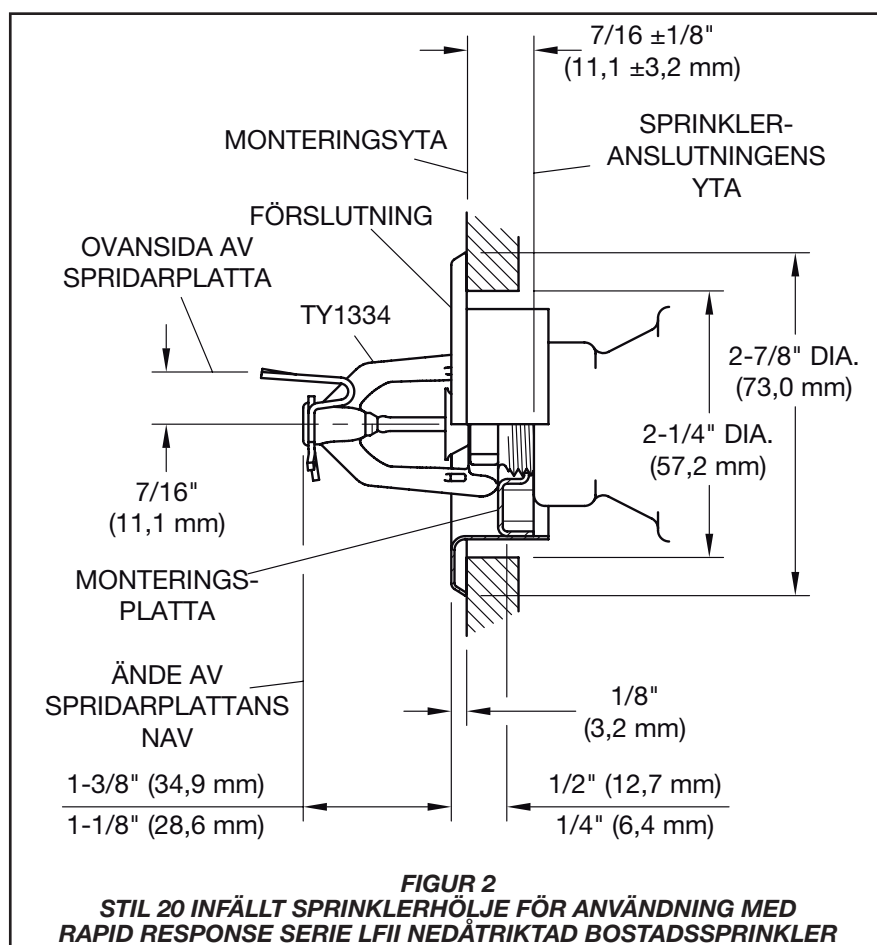 7/16 ±1/8"
(11,1 ±3,2 mm)
MONTERINGSYTA
SPRINKLER-
ANSLUTNINGENS
YTA
FÖRSLUTNING
OVANSIDA AV
SPRIDARPLATTA
TY1334
2-7/8" DIA.
(73,0 mm)
2-1/4" DIA.
(57,2 mm)
7/16"
(11,1 mm)
MONTERINGS-
PLATTA
ÄNDE AV
SPRIDARPLATTANS
NAV
1/8"
(3,2 mm)
1-3/8" (34,9 mm)
1-1/8" (28,6 mm)
1/2" (12,7 mm)
1/4" (6,4 mm)
FIGUR 2
STIL 20 INFÄLLT SPRINKLERHÖLJE FÖR ANVÄNDNING MED
RAPID RESPONSE SERIE LFII NEDÅTRIKTAD BOSTADSSPRINKLER